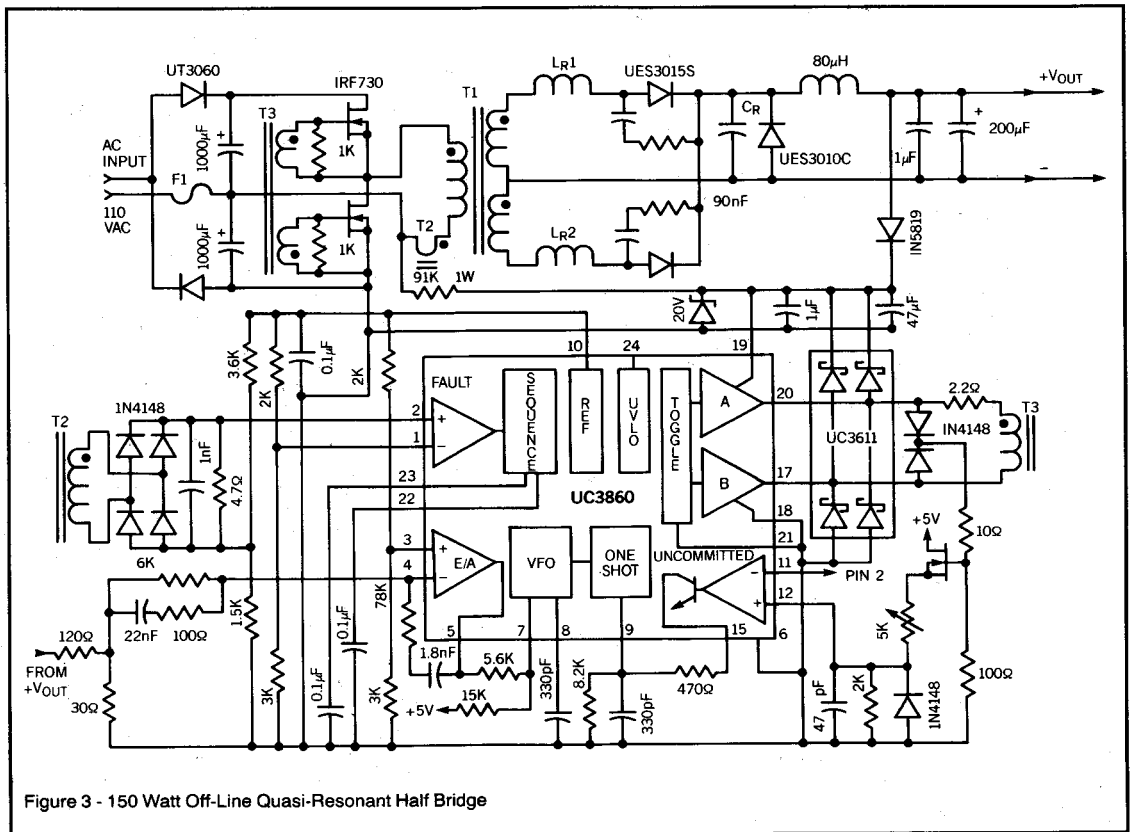 UT3060
IRF730
T3
1000µF
+
1K
AC
INPUT
F1
110
VAC
1000µF
+
1K
T2
91K
1W
T1
LR1
UES3015S
CR
UES3010C
80µH
+VOUT
1µF
+
200µF
-
90nF
LR2
IN5819
20V
1µF
47µF
3.6K
2K
0.1µF
2K
10
24
19
FAULT
2
+
1
-
SEQUENCE
REF
UVLO
TOGGLE
A
20
B
17
18
21
UC3611
2.2Ω
IN4148
T3
T2
1N4148
1nF
4.7Ω
6K
23
22
UC3860
3
+
4
-
E/A
VFO
ONE
SHOT
UNCOMMITTED
-
11
PIN 2
+
12
+5V
10Ω
5K
100Ω
22nF
100Ω
1.5K
78K
5
7
8
9
15
6
120Ω
FROM
+VOUT
30Ω
3K
0.1µF
0.1µF
3K
1.8nF
5.6K
+5V
15K
330pF
8.2K
330pF
470Ω
47
pF
2K
1N4148
Figure 3 - 150 Watt Off-Line Quasi-Resonant Half Bridge